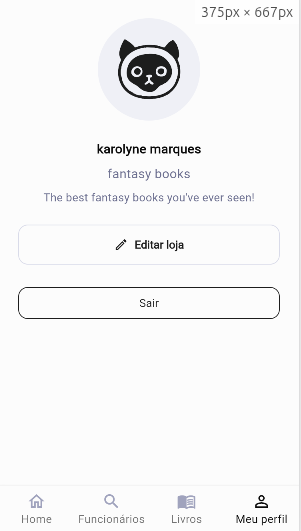 375px × 667px
karolyne marques
fantasy books
The best fantasy books you've ever seen!
Editar loja
Sair
Home Funcionários Livros Meu perfil